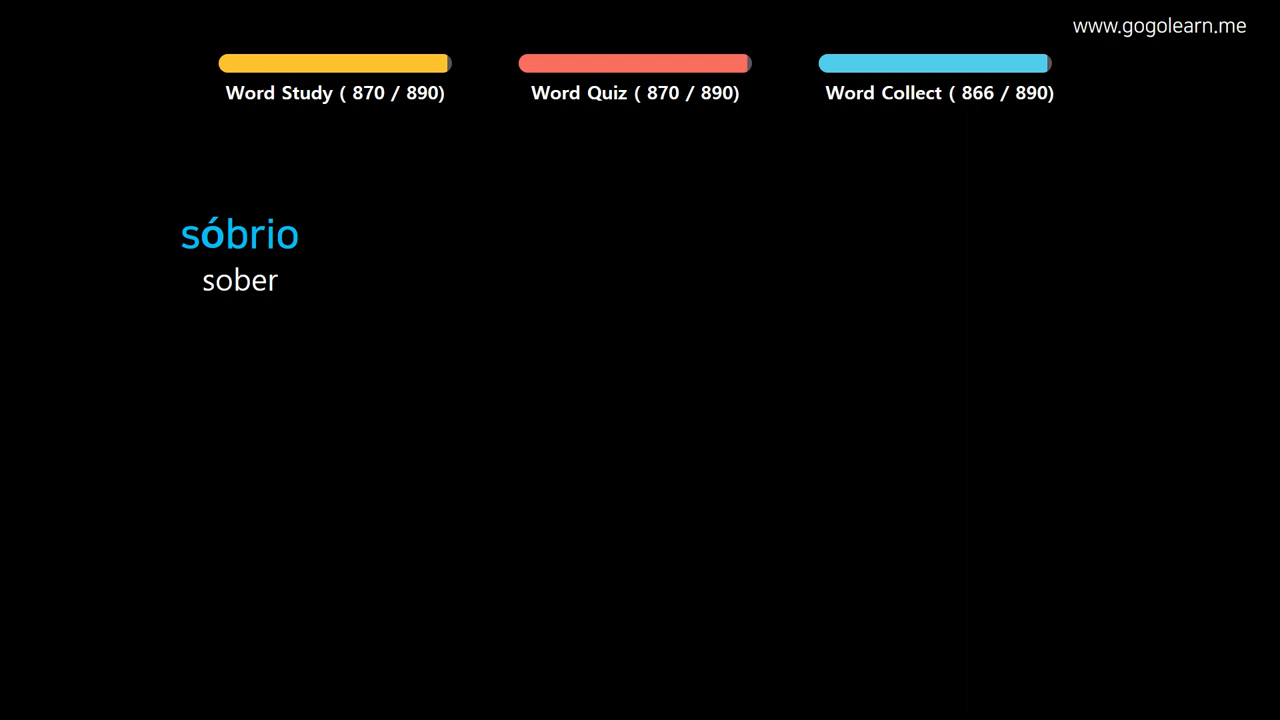 www.gogolearn.me
Word Study ( 870 / 890)
Word Quiz ( 870 / 890)
Word Collect ( 866 / 890)
sóbrio
sober